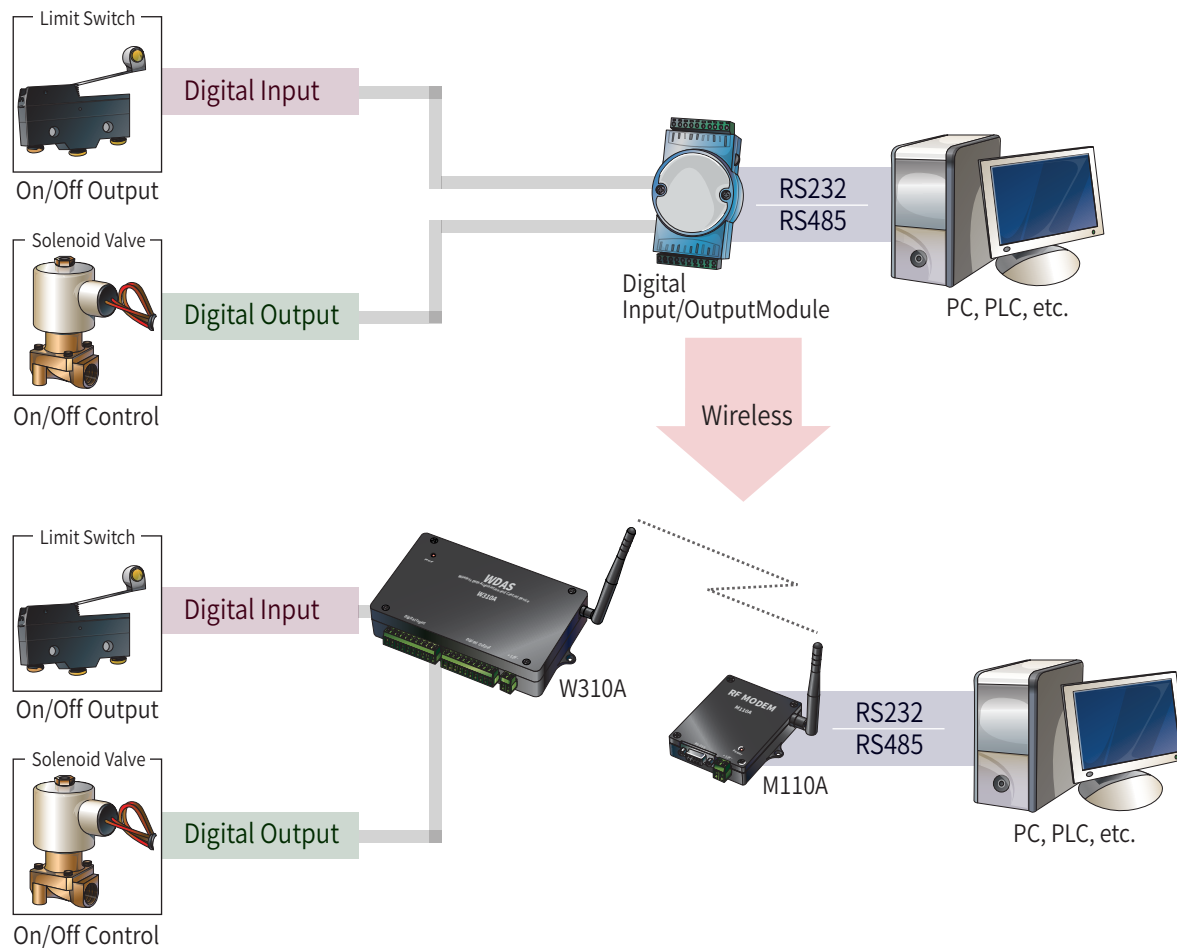 Limit Switch
Digital Input
On/Off Output
Solenoid Valve
Digital Output
On/Off Control
RS232
RS485
Digital
Input/OutputModule
PC, PLC, etc.
Wireless
Limit Switch
Digital Input
On/Off Output
WDAS
W310A
W310A
Solenoid Valve
Digital Output
On/Off Control
RF MODEM
M110A
M110A
RS232
RS485
PC, PLC, etc.